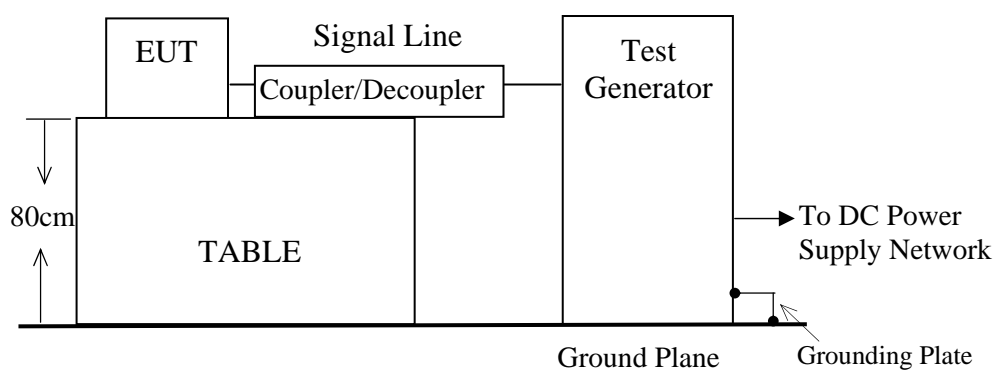 EUT
Signal Line
Coupler/Decoupler
Test
Generator
80cm
TABLE
To DC Power
Supply Network
Ground Plane
Grounding Plate